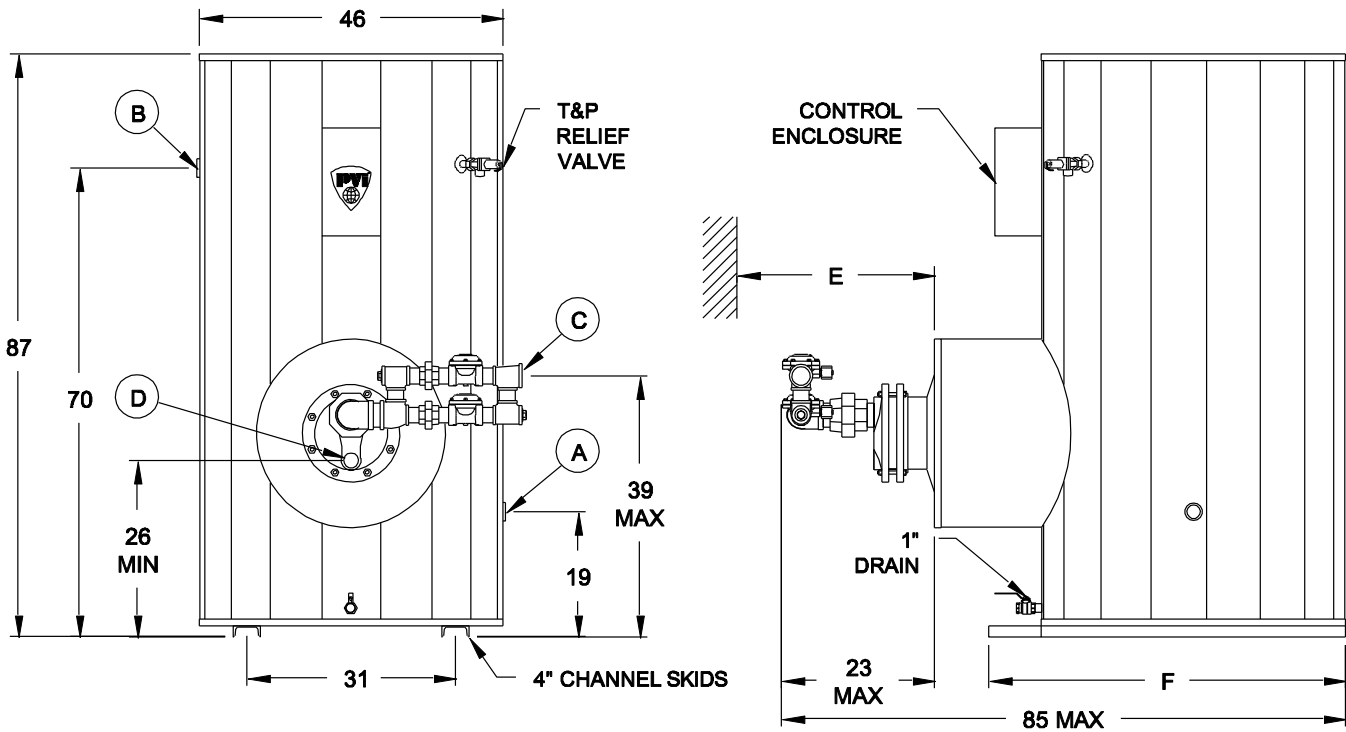 46
B
T&P
RELIEF
VALVE
CONTROL
ENCLOSURE
E
C
87
70
D
A
39
MAX
26
MIN
19
1"
DRAIN
31
4" CHANNEL SKIDS
23
MAX
F
85 MAX